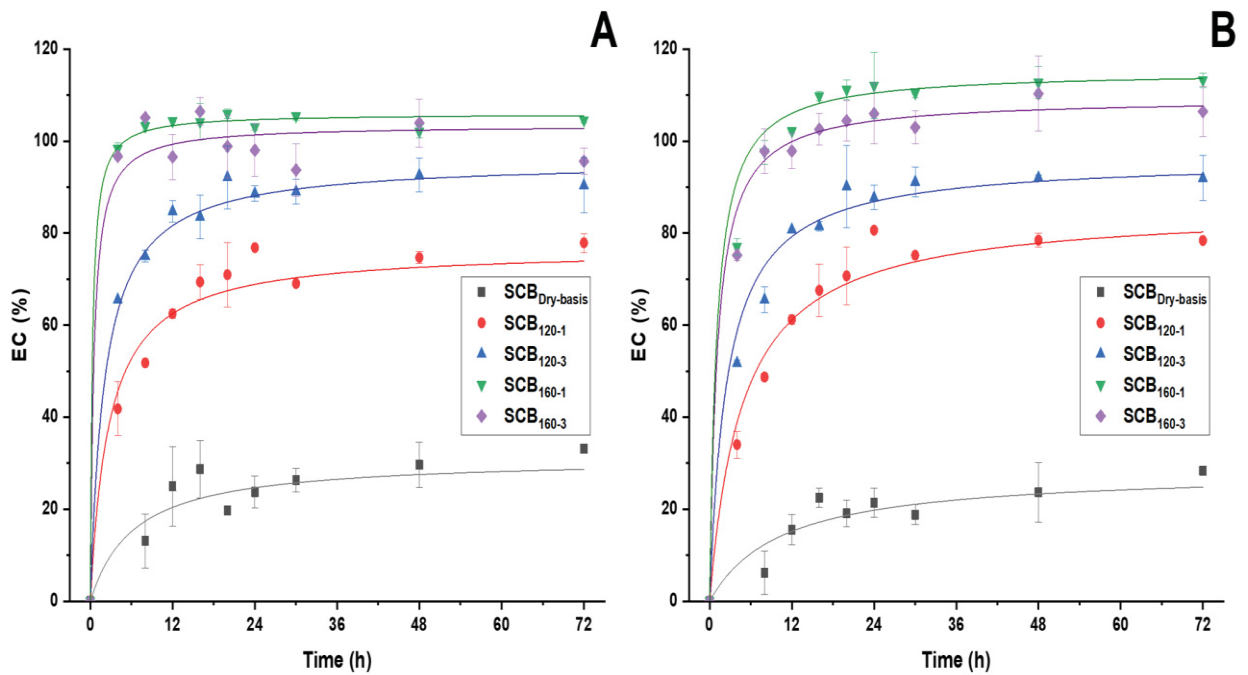 A
EC (%)
120
100
80
60
40
20
0
0 12 24 36 48 60 72
Time (h)
SCBDry-basis
SCB120-1
SCB120-3
SCB160-1
SCB160-3
B
EC (%)
120
100
80
60
40
20
0
0 12 24 36 48 60 72
Time (h)
SCBDry-basis
SCB120-1
SCB120-3
SCB160-1
SCB160-3